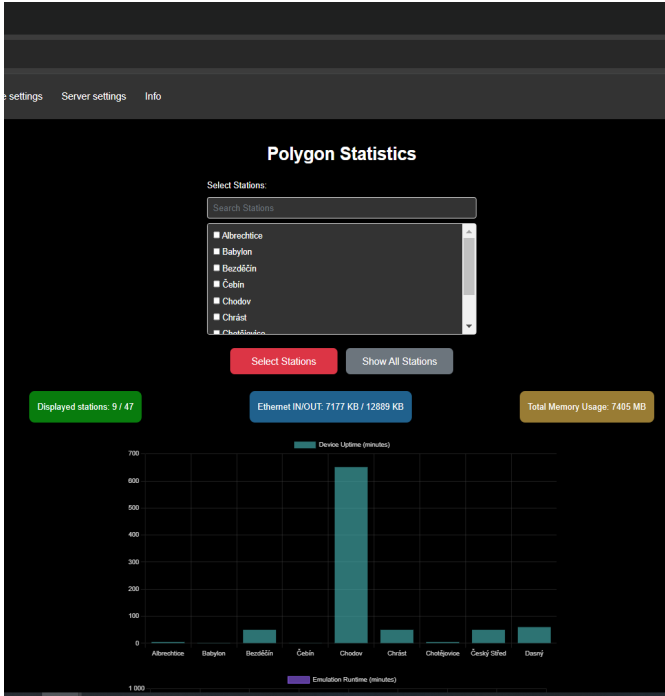 settings Server settings Info
Polygon Statistics
Select Stations:
Search Stations
Albrechtice
Babylon
Bezděčín
Čebín
Chodov
Chrást
Chotějovice
Select Stations Show All Stations
Displayed stations: 9 / 47 Ethernet IN/OUT: 7177 KB / 12889 KB Total Memory Usage: 7405 MB
Device Uptime (minutes)
700
600
500
400
300
200
100
0
Albrechtice Babylon Bezděčín Čebín Chodov Chrást Chotějovice Český Střed Dasný
Emulation Runtime (minutes)
1 000